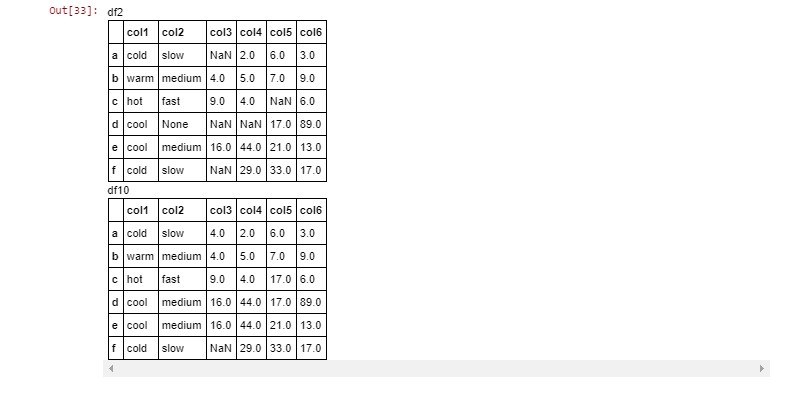 Out[33]: df2
col1 col2 col3 col4 col5 col6
a cold slow NaN 2.0 6.0 3.0
b warm medium 4.0 5.0 7.0 9.0
c hot fast 9.0 4.0 NaN 6.0
d cool None NaN NaN 17.0 89.0
e cool medium 16.0 44.0 21.0 13.0
f cold slow NaN 29.0 33.0 17.0
df10
col1 col2 col3 col4 col5 col6
a cold slow 4.0 2.0 6.0 3.0
b warm medium 4.0 5.0 7.0 9.0
c hot fast 9.0 4.0 17.0 6.0
d cool medium 16.0 44.0 17.0 89.0
e cool medium 16.0 44.0 21.0 13.0
f cold slow NaN 29.0 33.0 17.0